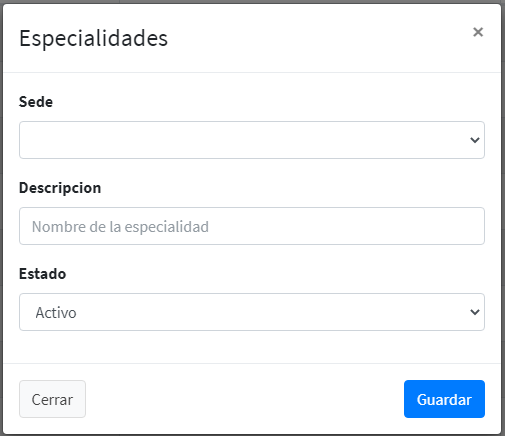 Especialidades
×
Sede
Descripcion
Nombre de la especialidad
Estado
Activo
Cerrar
Guardar